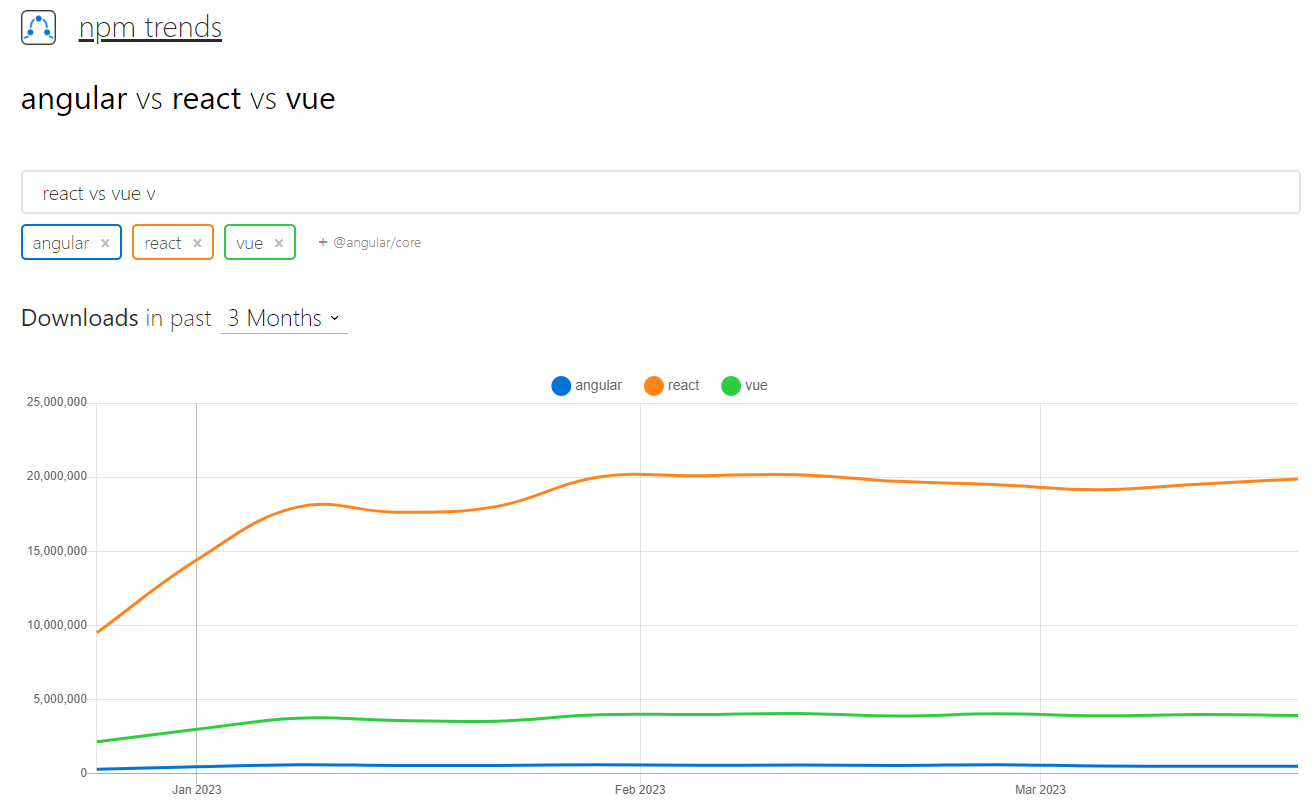 npm trends
angular vs react vs vue
react vs vue v
angular × react × vue × + @angular/core
Downloads in past 3 Months
angular react vue
25,000,000
20,000,000
15,000,000
10,000,000
5,000,000
0
Jan 2023 Feb 2023 Mar 2023